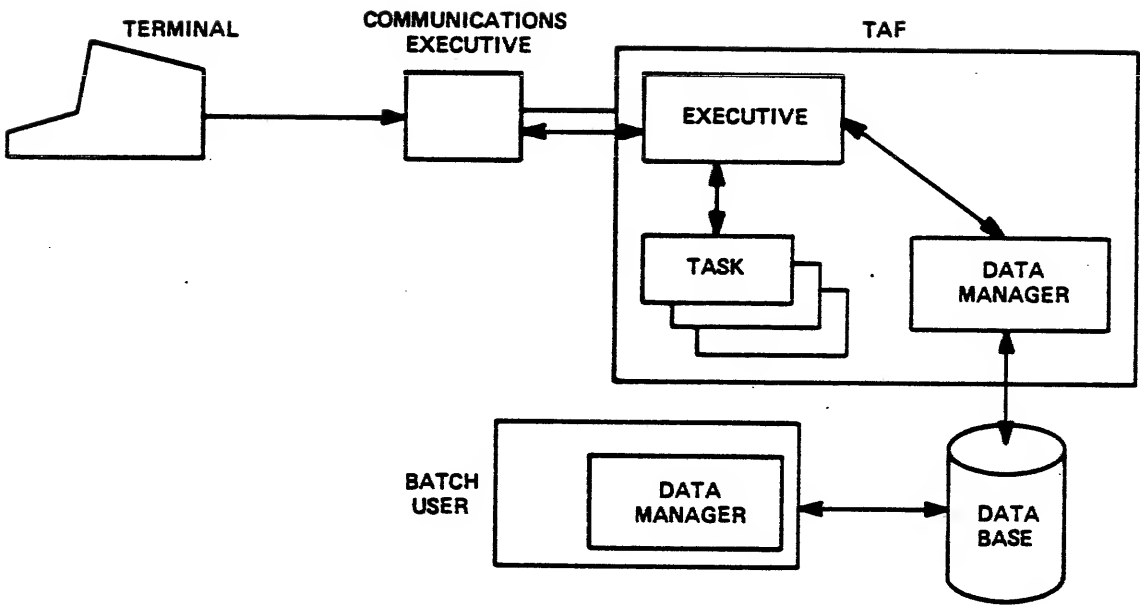 TERMINAL
COMMUNICATIONS
EXECUTIVE
TAF
EXECUTIVE
TASK
DATA
MANAGER
BATCH
USER
DATA
MANAGER
DATA
BASE